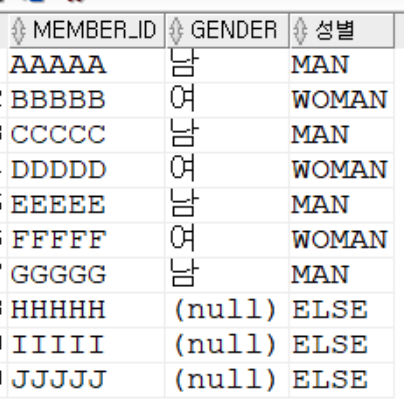 MEMBER_ID GENDER 성별
AAAAA 남 MAN
BBBBB 여 WOMAN
CCCCC 남 MAN
DDDDD 여 WOMAN
EEEEE 남 MAN
FFFFF 여 WOMAN
GGGGG 남 MAN
HHHHH (null) ELSE
IIIII (null) ELSE
JJJJJ (null) ELSE